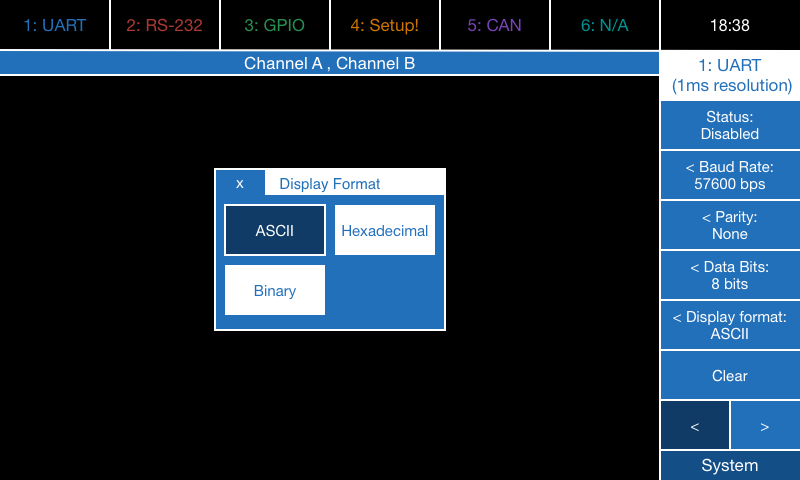 1: UART
2: RS-232
3: GPIO
4: Setup!
5: CAN
6: N/A
18:38
Channel A , Channel B
1: UART
(1ms resolution)
Status:
Disabled
< Baud Rate:
57600 bps
< Parity:
None
< Data Bits:
8 bits
< Display format:
ASCII
Clear
<
>
System
x
Display Format
ASCII
Hexadecimal
Binary